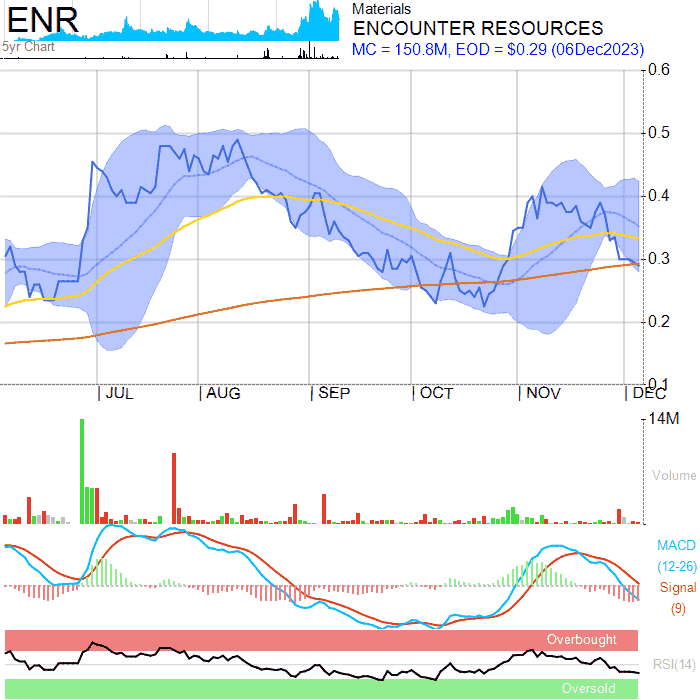 ENR
5yr Chart
Materials
ENCOUNTER RESOURCES
MC = 150.8M, EOD = $0.29 (06Dec2023)
0.6
0.5
0.4
0.3
0.2
0.1
JUL AUG SEP OCT NOV DEC
14M
Volume
MACD
(12-26)
Signal
(9)
Overbought
RSI(14)
Oversold